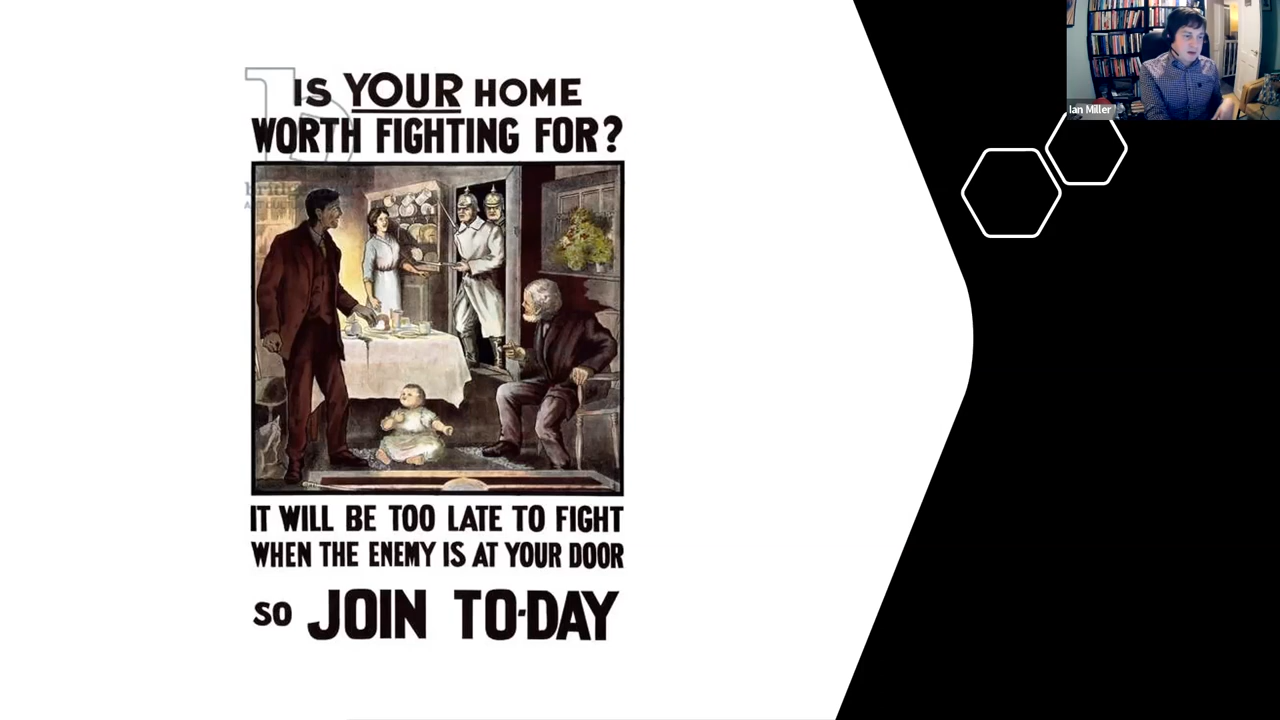 IS YOUR HOME
WORTH FIGHTING FOR?
IT WILL BE TOO LATE TO FIGHT
WHEN THE ENEMY IS AT YOUR DOOR
SO JOIN TO-DAY
Ian Miller